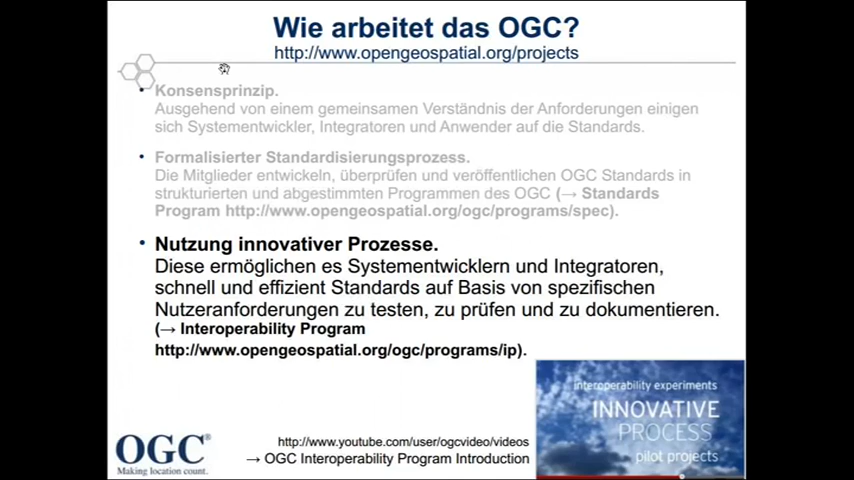 Wie arbeitet das OGC?
http://www.opengeospatial.org/projects
• Konsensprinzip.
Ausgehend von einem gemeinsamen Verständnis der Anforderungen einigen
sich Systementwickler, Integratoren und Anwender auf die Standards.
• Formalisierter Standardisierungsprozess.
Die Mitglieder entwickeln, überprüfen und veröffentlichen OGC Standards in
strukturierten und abgestimmten Programmen des OGC (→ Standards
Program http://www.opengeospatial.org/ogc/programs/spec).
• Nutzung innovativer Prozesse.
Diese ermöglichen es Systementwicklern und Integratoren,
schnell und effizient Standards auf Basis von spezifischen
Nutzeranforderungen zu testen, zu prüfen und zu dokumentieren.
(→ Interoperability Program
http://www.opengeospatial.org/ogc/programs/ip).
interoperability experiments
INNOVATIVE
PROCESS
pilot projects
http://www.youtube.com/user/ogcvideo/videos
→ OGC Interoperability Program Introduction
OGC®
Making location count.